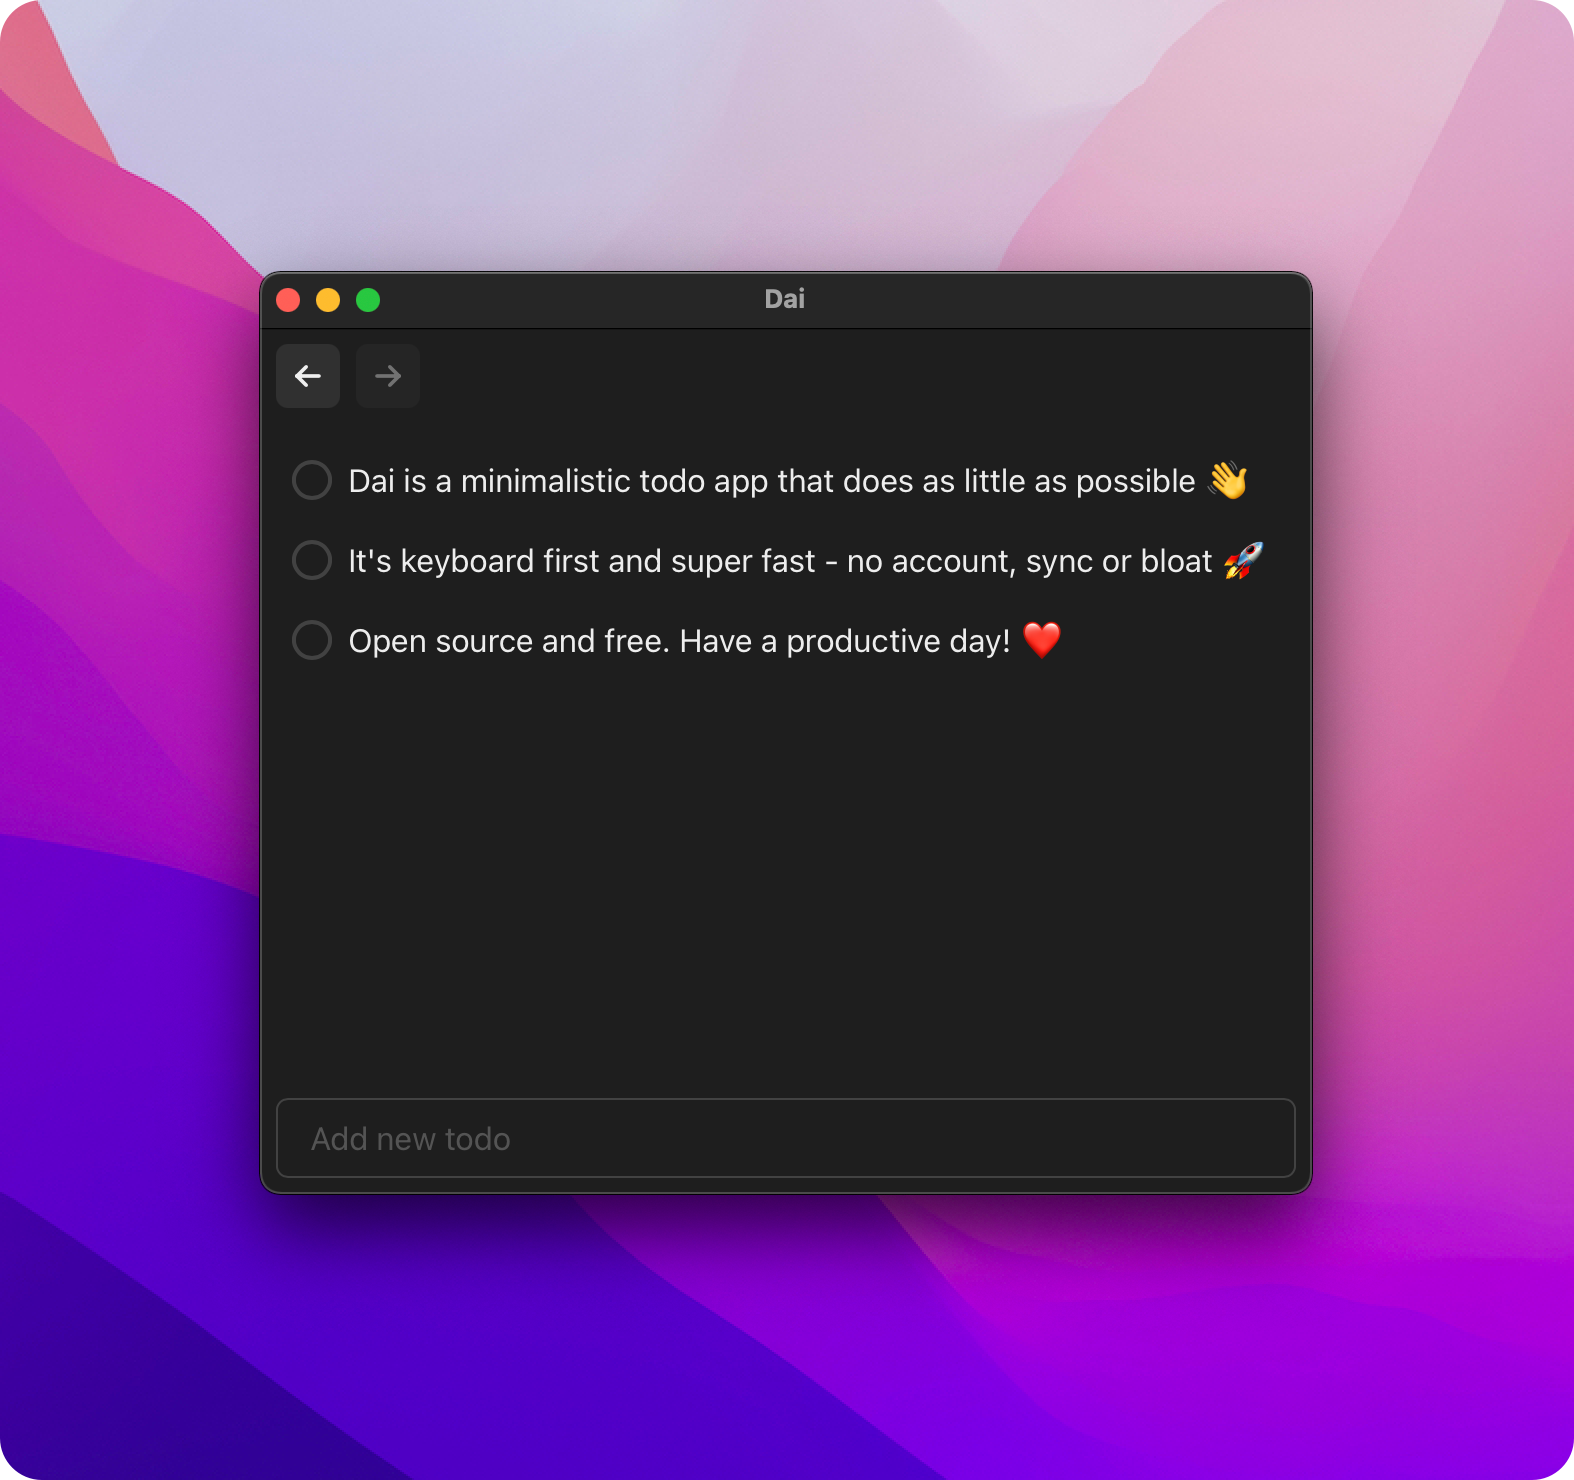 Dai
Dai is a minimalistic todo app that does as little as possible 👋
It's keyboard first and super fast - no account, sync or bloat 🚀
Open source and free. Have a productive day! ❤️
Add new todo